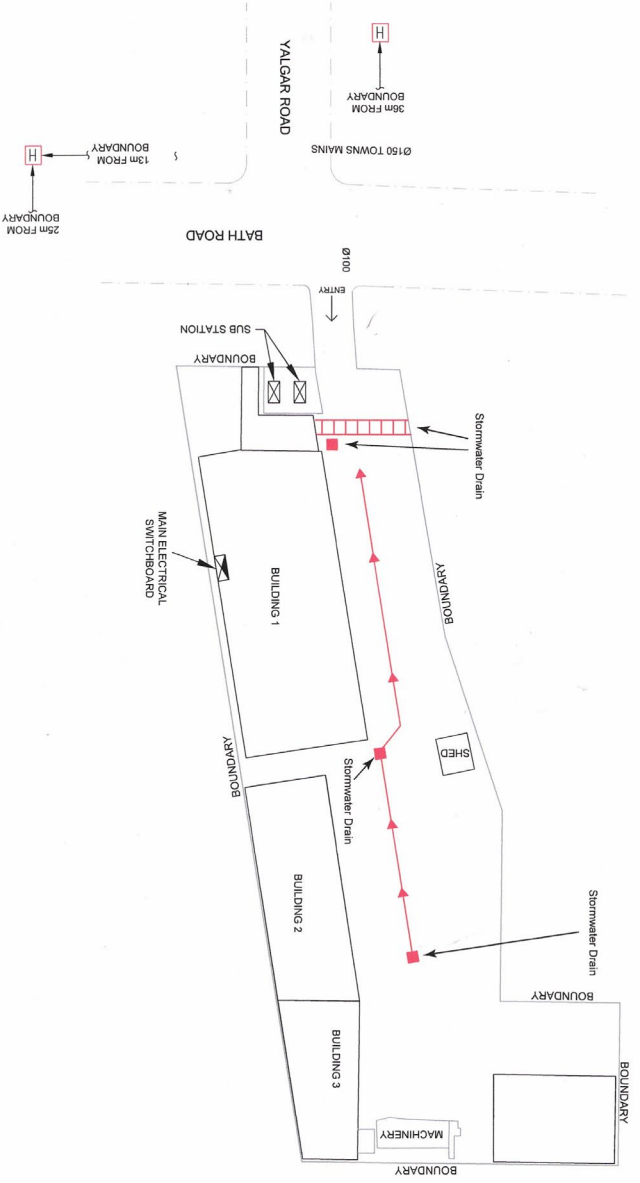 H
36m FROM
BOUNDARY
YALGAR ROAD
Ø150 TOWNS MAINS
H
13m FROM
BOUNDARY
25m FROM
BOUNDARY
BATH ROAD
Ø100
ENTRY
SUB STATION
BOUNDARY
Stormwater Drain
MAIN ELECTRICAL
SWITCHBOARD
BUILDING 1
BOUNDARY
SHED
BOUNDARY
Stormwater Drain
BUILDING 2
Stormwater Drain
BOUNDARY
BUILDING 3
MACHINERY
BOUNDARY
BOUNDARY